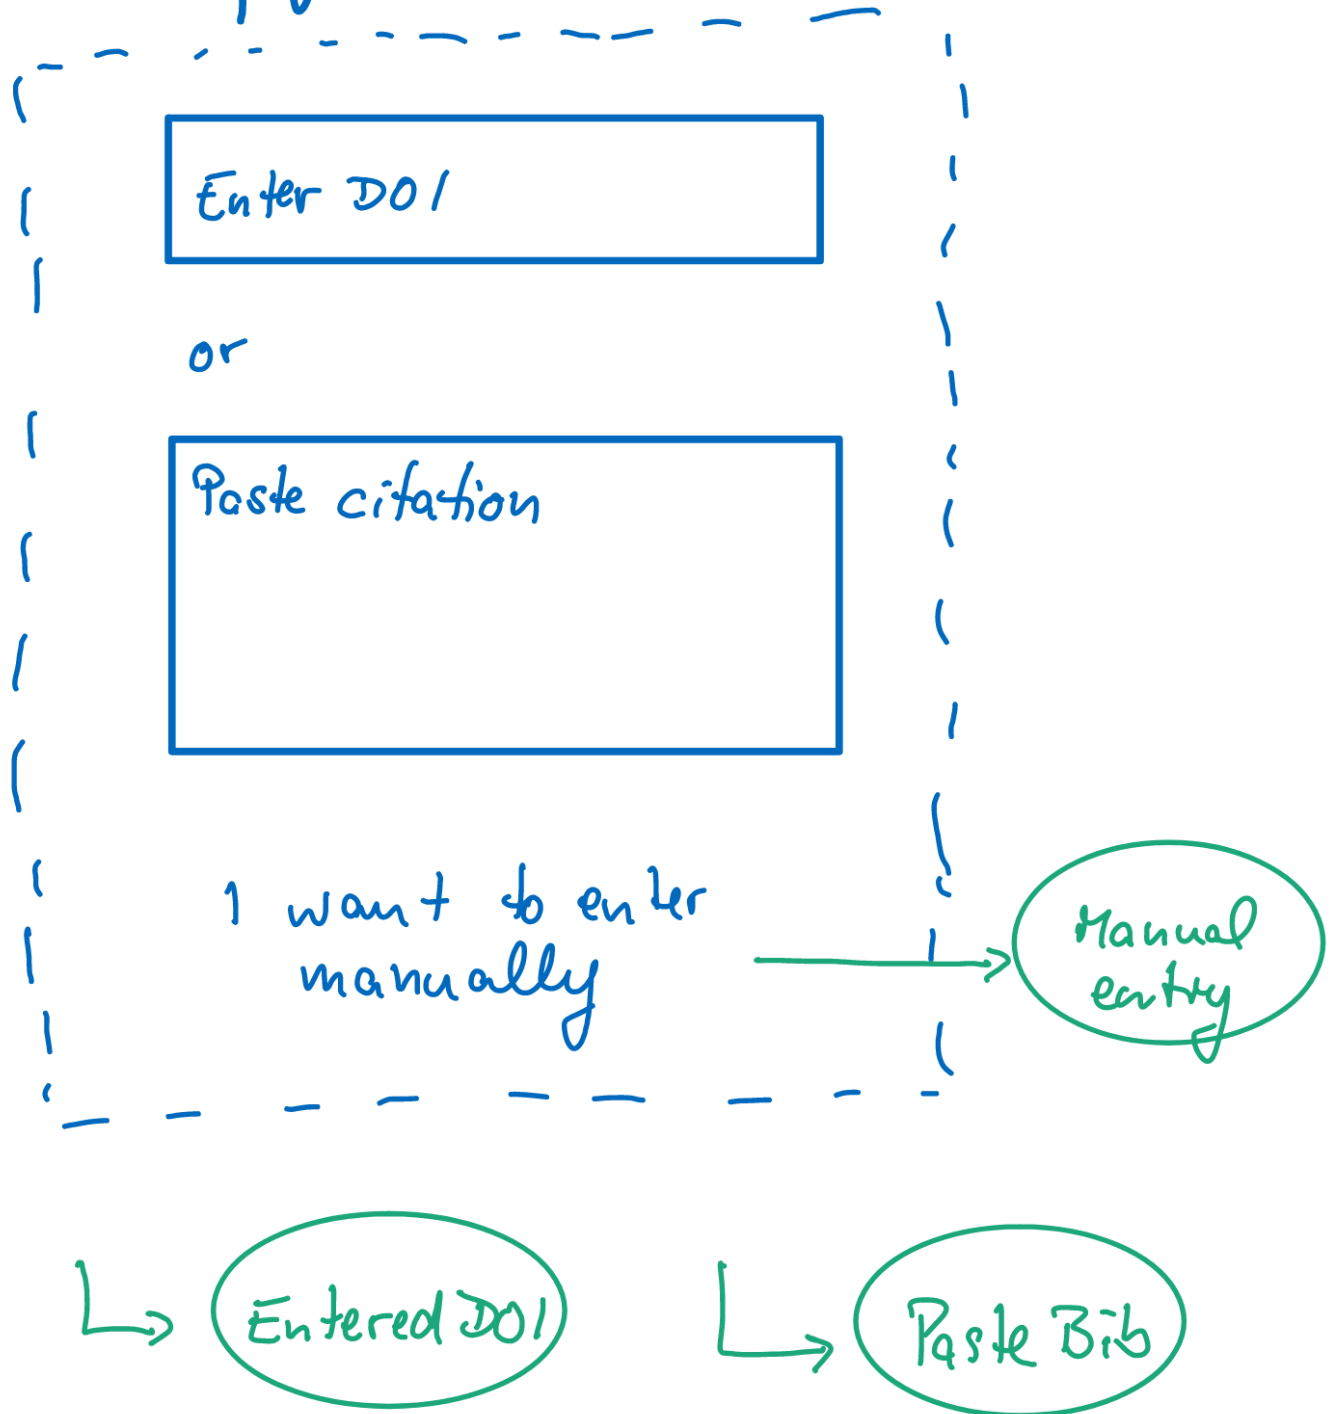 Enter DOI
or
Paste citation
I want to enter
manually
Manual
entry
Entered DOI
Paste Bib